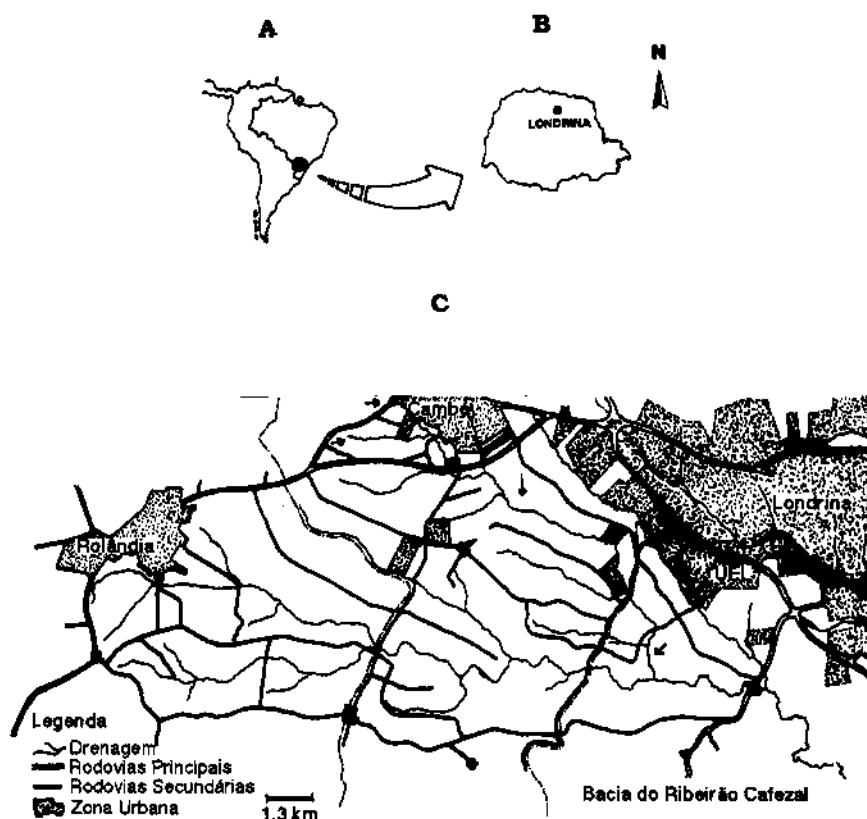 A
B
N
LONDRINA
C
Cambé
Rolândia
Londrina
UEL
Legenda
Drenagem
Rodovias Principais
Rodovias Secundárias
Zona Urbana
1,3 km
Bacia do Ribeirão Cafezal